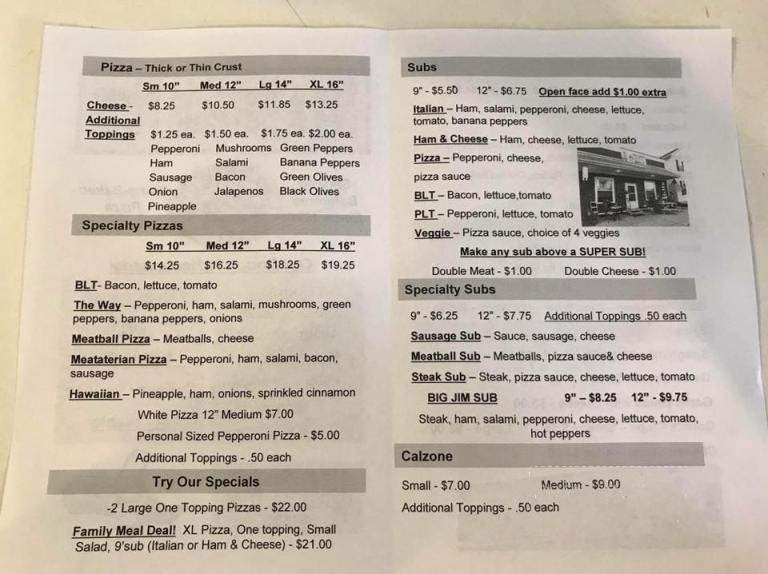 Pizza – Thick or Thin Crust
Sm 10" Med 12" Lg 14" XL 16"
Cheese - $8.25 $10.50 $11.85 $13.25
Additional
Toppings $1.25 ea. $1.50 ea. $1.75 ea. $2.00 ea.
Pepperoni Mushrooms Green Peppers
Ham Salami Banana Peppers
Sausage Bacon Green Olives
Onion Jalapenos Black Olives
Pineapple
Specialty Pizzas
Sm 10" Med 12" Lg 14" XL 16"
$14.25 $16.25 $18.25 $19.25
BLT- Bacon, lettuce, tomato
The Way – Pepperoni, ham, salami, mushrooms, green
peppers, banana peppers, onions
Meatball Pizza – Meatballs, cheese
Meataterian Pizza – Pepperoni, ham, salami, bacon,
sausage
Hawaiian – Pineapple, ham, onions, sprinkled cinnamon
White Pizza 12" Medium $7.00
Personal Sized Pepperoni Pizza - $5.00
Additional Toppings - .50 each
Try Our Specials
-2 Large One Topping Pizzas - $22.00
Family Meal Deal! XL Pizza, One topping, Small
Salad, 9'sub (Italian or Ham & Cheese) - $21.00
Subs
9" - $5.50 12" - $6.75 Open face add $1.00 extra
Italian – Ham, salami, pepperoni, cheese, lettuce,
tomato, banana peppers
Ham & Cheese – Ham, cheese, lettuce, tomato
Pizza – Pepperoni, cheese,
pizza sauce
BLT – Bacon, lettuce,tomato
PLT – Pepperoni, lettuce, tomato
Veggie – Pizza sauce, choice of 4 veggies
Make any sub above a SUPER SUB!
Double Meat - $1.00 Double Cheese - $1.00
Specialty Subs
9" - $6.25 12" - $7.75 Additional Toppings .50 each
Sausage Sub – Sauce, sausage, cheese
Meatball Sub – Meatballs, pizza sauce& cheese
Steak Sub – Steak, pizza sauce, cheese, lettuce, tomato
BIG JIM SUB 9" – $8.25 12" - $9.75
Steak, ham, salami, pepperoni, cheese, lettuce, tomato,
hot peppers
Calzone
Small - $7.00 Medium - $9.00
Additional Toppings - .50 each